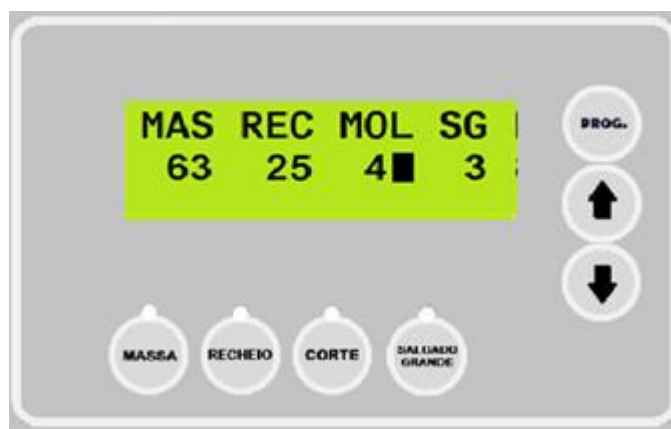 MAS REC MOL SG
63 25 4 3
PROG.
MASSA RECHEIO CORTE SALGADO
GRANDE